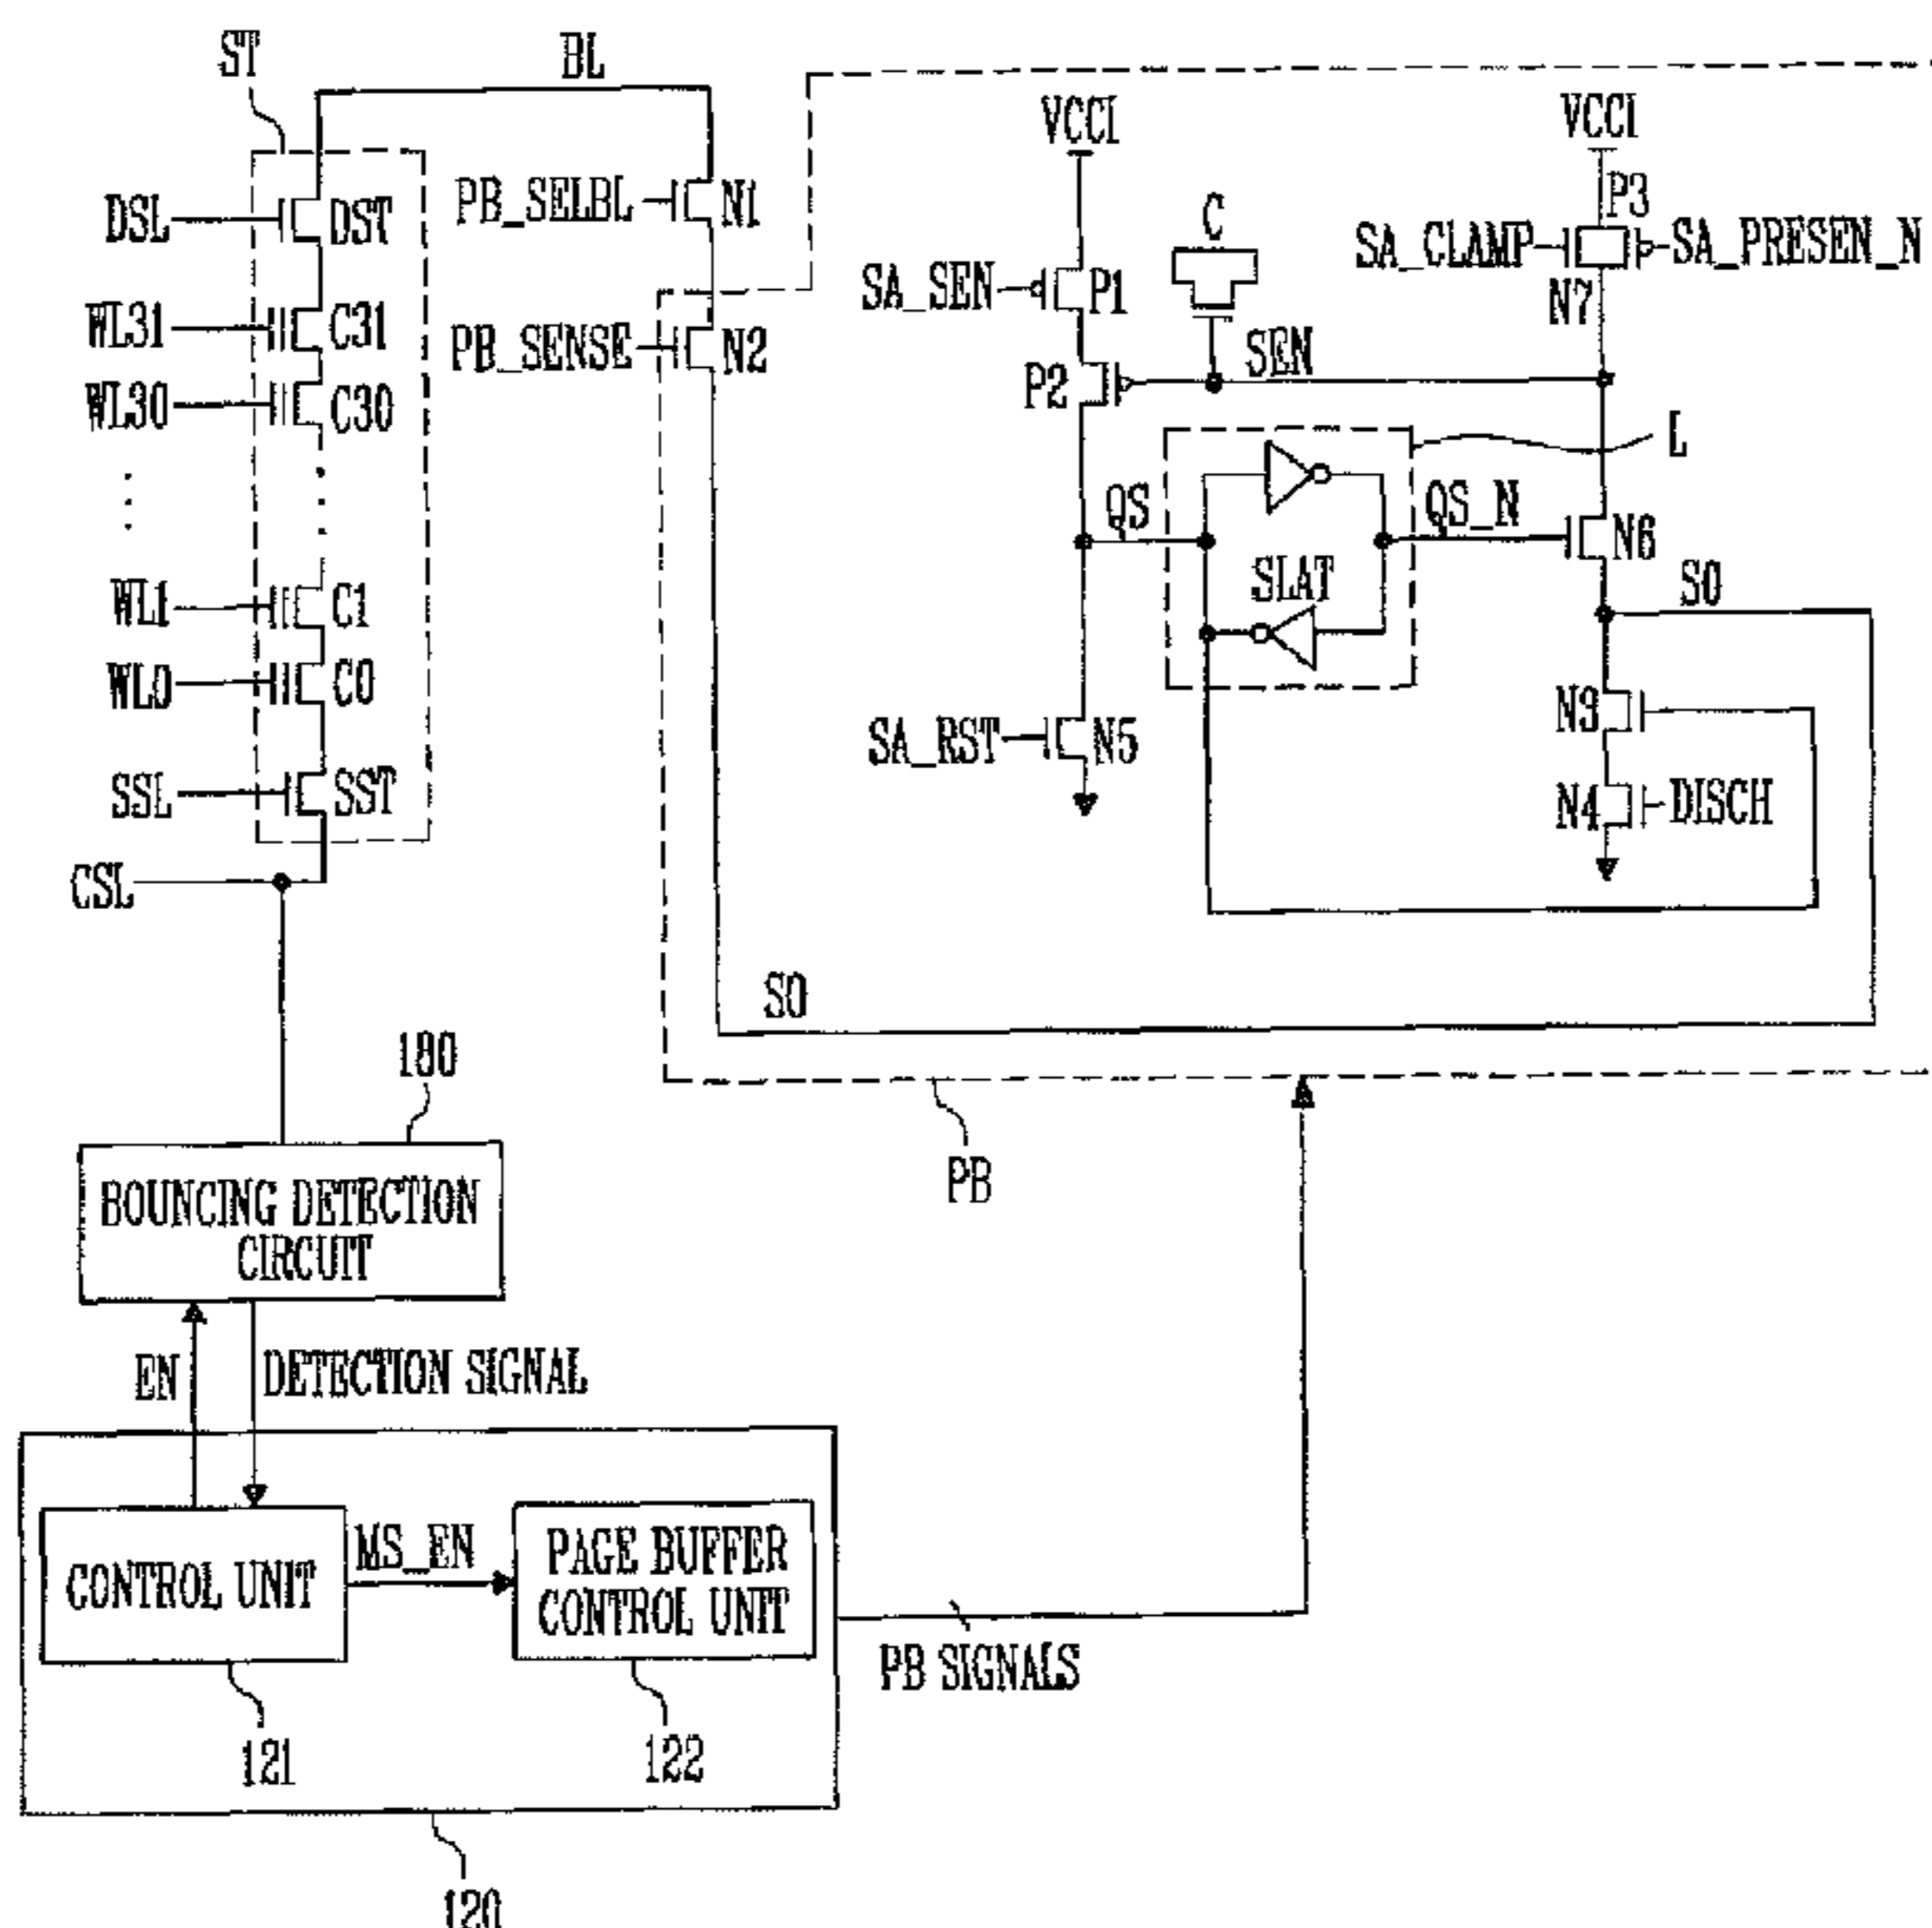 ST
BL
VCCI
VCCI
P3
DSL
DST
PB_SELBL
N1
C
SA_CLAMP
SA_PRESEN_N
SA_SEN
P1
N7
WL31
C31
PB_SENSE
N2
SEN
P2
WL30
C30
L
QS
QS_N
N6
SLAT
SO
WL1
C1
WL0
C0
N3
SA_RST
N5
SSL
SST
N4
DISCH
CSL
SO
180
PB
BOUNCING DETECTION
CIRCUIT
EN
DETECTION SIGNAL
CONTROL UNIT
MS_EN
PAGE BUFFER
CONTROL UNIT
PB SIGNALS
121
122
120